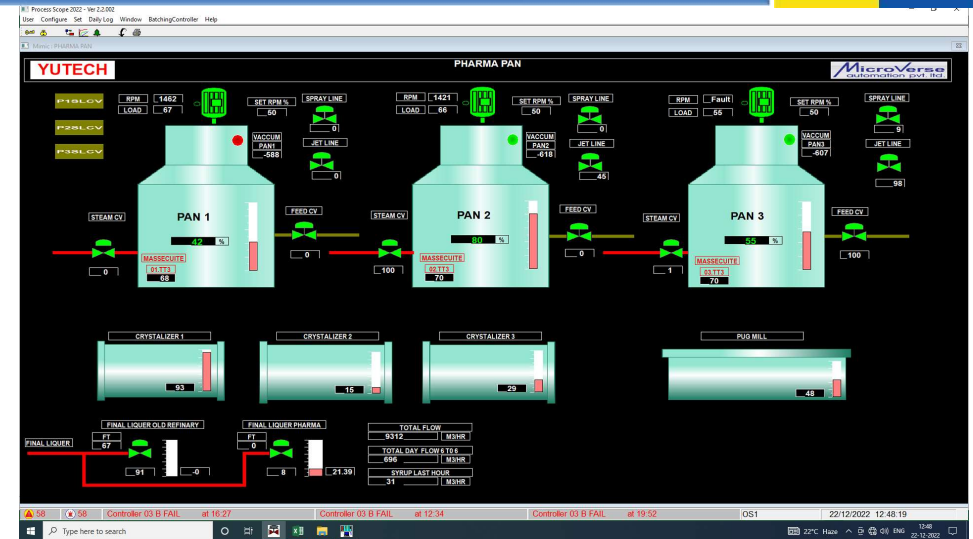 Process Scope 2022 - Ver 2.2.002
User Configure Set Daily Log Window BatchingController Help
Mimic - PHARMA PAN
YUTECH
PHARMA PAN
MicroVerse
automation pvt. ltd.
P1SLCV
P2SLCV
P3SLCV
RPM 1462
LOAD 67
SET RPM %
50
SPRAY LINE
0
JET LINE
0
VACCUM
PAN1
-588
STEAM CV
0
PAN 1
42 %
MASSECUITE
01.TT3
68
FEED CV
0
RPM 1421
LOAD 66
SET RPM %
50
SPRAY LINE
0
JET LINE
45
VACCUM
PAN2
-618
STEAM CV
100
PAN 2
80 %
MASSECUITE
02.TT3
70
FEED CV
0
RPM Fault
LOAD 55
SET RPM %
50
SPRAY LINE
9
JET LINE
98
VACCUM
PAN3
-607
STEAM CV
1
PAN 3
55 %
MASSECUITE
03.TT3
70
FEED CV
100
CRYSTALIZER 1
93
CRYSTALIZER 2
15
CRYSTALIZER 3
29
PUG MILL
48
FINAL LIQUER
FINAL LIQUER OLD REFINARY
FT
67
91
-0
FINAL LIQUER PHARMA
FT
0
8
21.39
TOTAL FLOW
9312 M3/HR
TOTAL DAY FLOW 6 TO 6
696 M3/HR
SYRUP LAST HOUR
31 M3/HR
58 58 Controller 03 B FAIL at 16:27 Controller 03 B FAIL at 12:34 Controller 03 B FAIL at 19:52 OS1 22/12/2022 12:48:19
Type here to search
22°C Haze ENG
12:48
22-12-2022